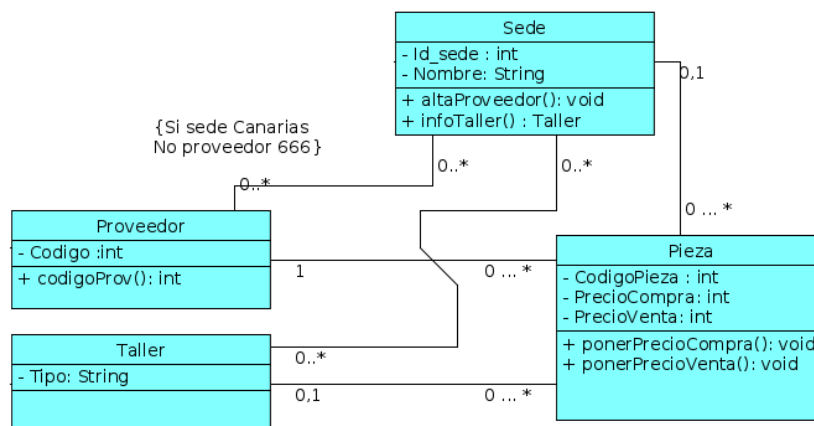 Sede
- Id_sede : int
- Nombre: String
+ altaProveedor(): void
+ infoTaller() : Taller
0,1
{Si sede Canarias
No proveedor 666}
0..*
0..*
0..*
0 ... *
Proveedor
- Codigo :int
+ codigoProv(): int
1
0 ... *
Pieza
- CodigoPieza : int
- PrecioCompra: int
- PrecioVenta: int
+ ponerPrecioCompra(): void
+ ponerPrecioVenta(): void
Taller
- Tipo: String
0..*
0,1
0 ... *